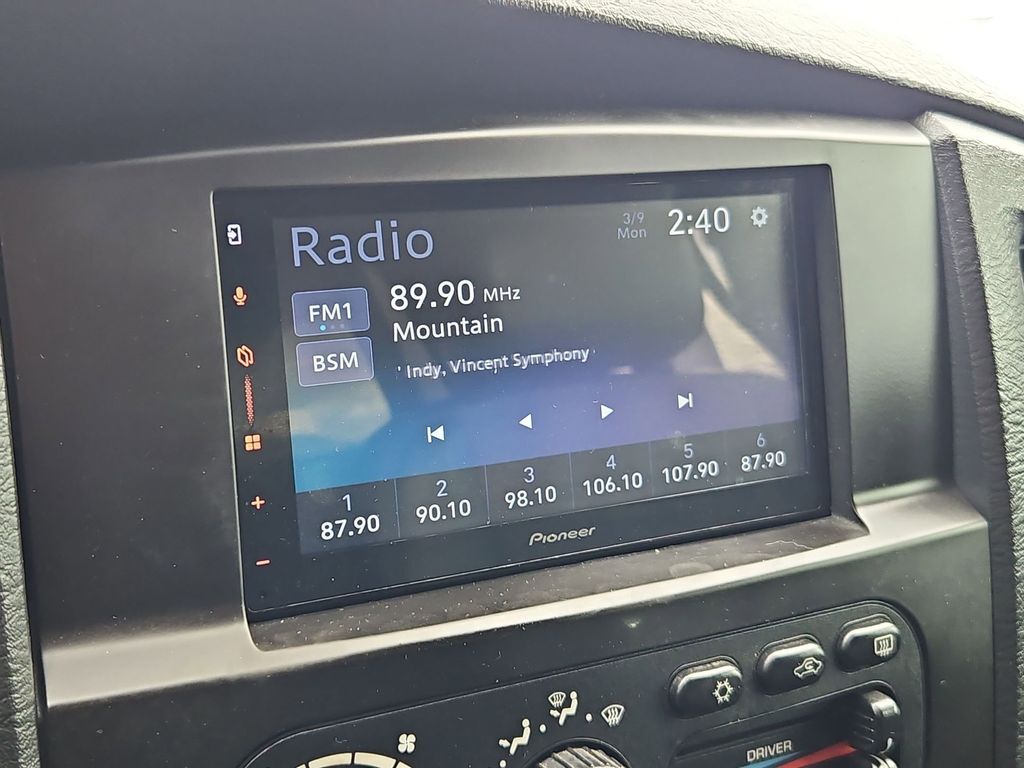 Radio
3/9
Mon
2:40
FM1
89.90 MHz
Mountain
BSM
' Indy, Vincent Symphony
1
87.90
2
90.10
3
98.10
4
106.10
5
107.90
6
87.90
Pioneer
DRIVER